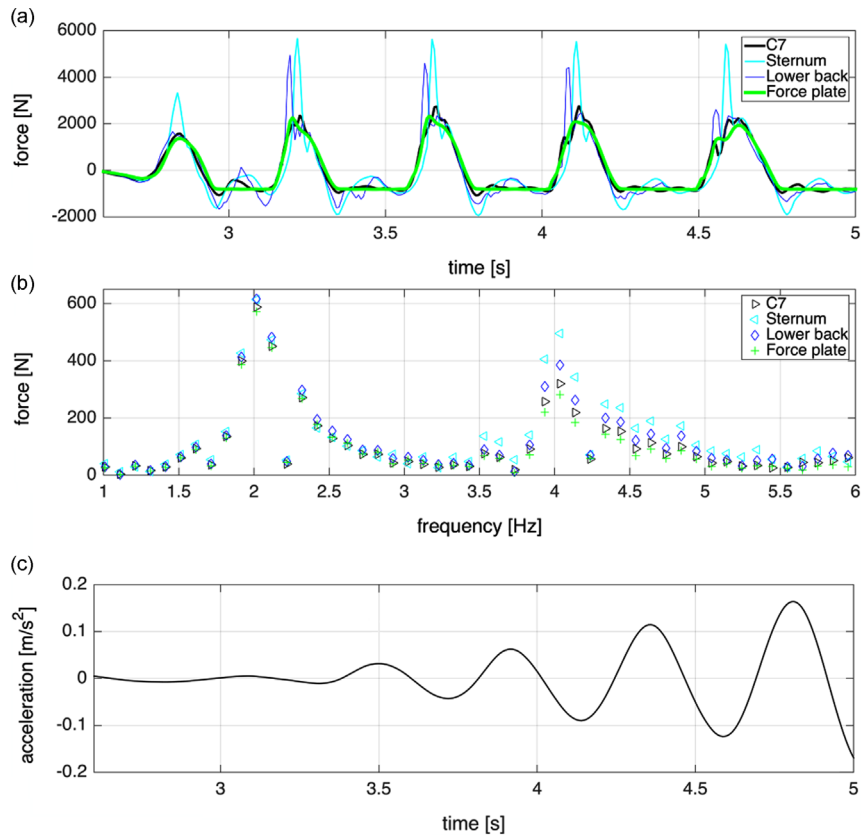 (a)
6000
4000
2000
0
-2000
force [N]
C7
Sternum
Lower back
Force plate
3
3.5
4
4.5
5
time [s]
(b)
600
400
200
0
force [N]
C7
Sternum
Lower back
Force plate
1
1.5
2
2.5
3
3.5
4
4.5
5
5.5
6
frequency [Hz]
(c)
0.2
0.1
0
-0.1
-0.2
acceleration [m/s²]
3
3.5
4
4.5
5
time [s]